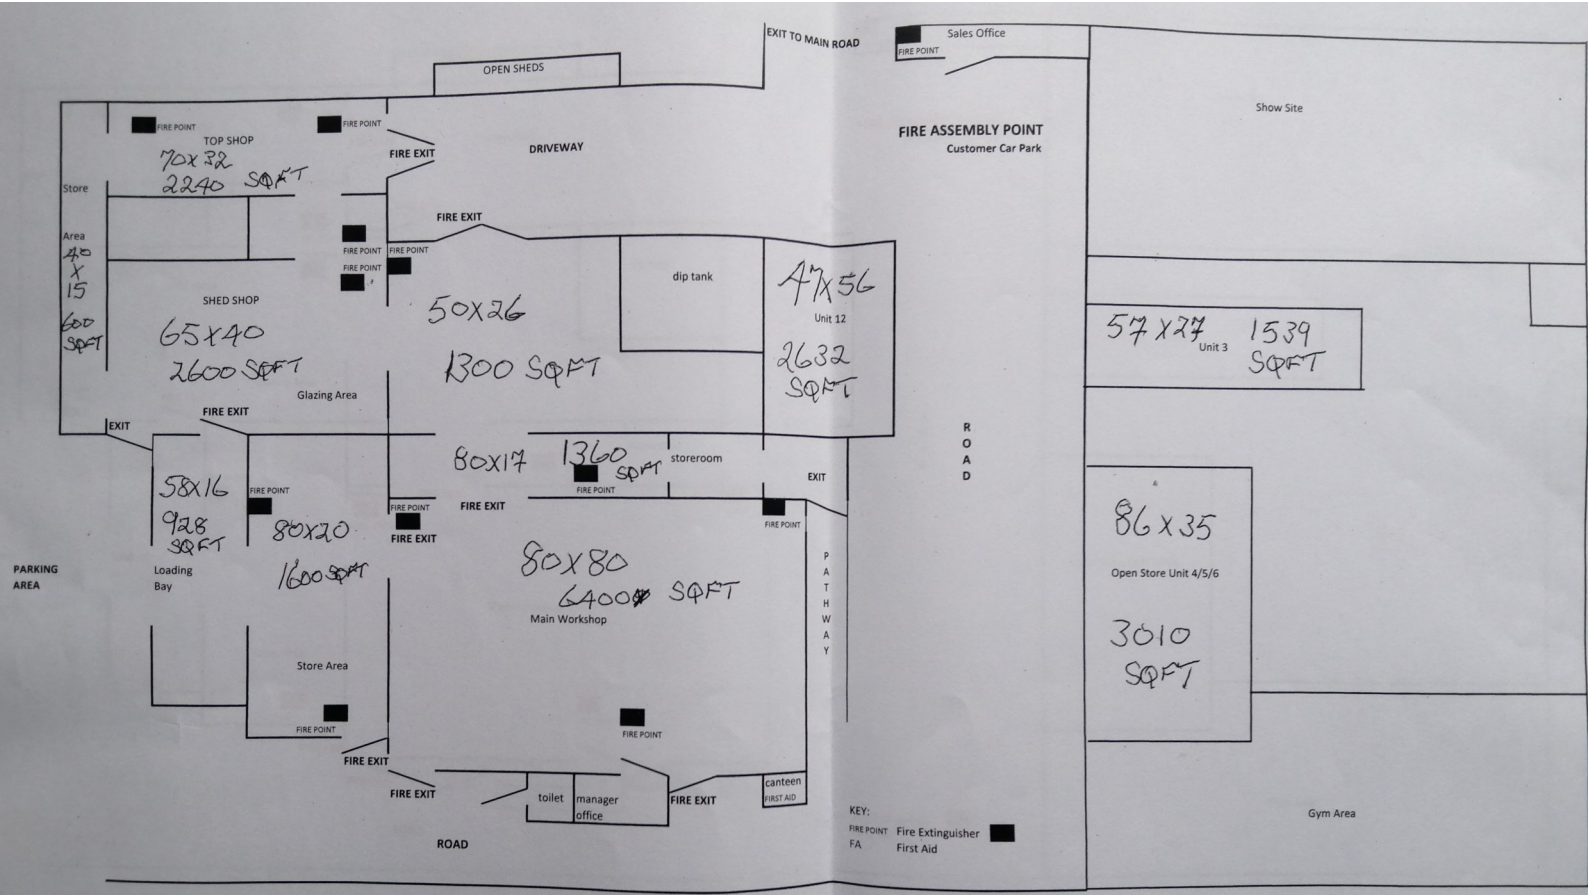 EXIT TO MAIN ROAD
Sales Office
FIRE POINT
OPEN SHEDS
Show Site
FIRE POINT
FIRE POINT
TOP SHOP
70X32
2240 SQFT
FIRE EXIT
DRIVEWAY
FIRE ASSEMBLY POINT
Customer Car Park
Store
Area
40
X
15
600
SQFT
FIRE EXIT
FIRE POINT
FIRE POINT
FIRE POINT
dip tank
47X56
Unit 12
2632
SQFT
SHED SHOP
65X40
2600 SQFT
Glazing Area
50X26
1300 SQFT
57X27
Unit 3
1539
SQFT
FIRE EXIT
EXIT
80X17
1360
SQFT
FIRE POINT
storeroom
EXIT
ROAD
58X16
928
SQFT
Loading
Bay
FIRE POINT
80X20
1600 SQFT
Store Area
FIRE POINT
FIRE POINT
FIRE EXIT
FIRE EXIT
FIRE POINT
80X80
6400 SQFT
Main Workshop
PATHWAY
86X35
Open Store Unit 4/5/6
3010
SQFT
PARKING
AREA
FIRE POINT
FIRE EXIT
FIRE EXIT
toilet
manager
office
FIRE EXIT
canteen
FIRST AID
ROAD
KEY:
FIRE POINT Fire Extinguisher
FA First Aid
Gym Area